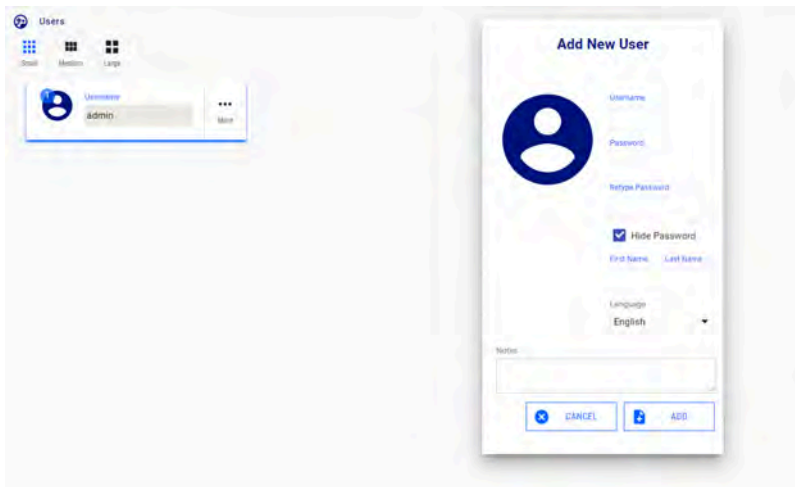 Users
Small Medium Large
1
Username
admin
More
Add New User
Username
Password
Retype Password
Hide Password
First Name Last Name
Language
English
Notes
CANCEL ADD